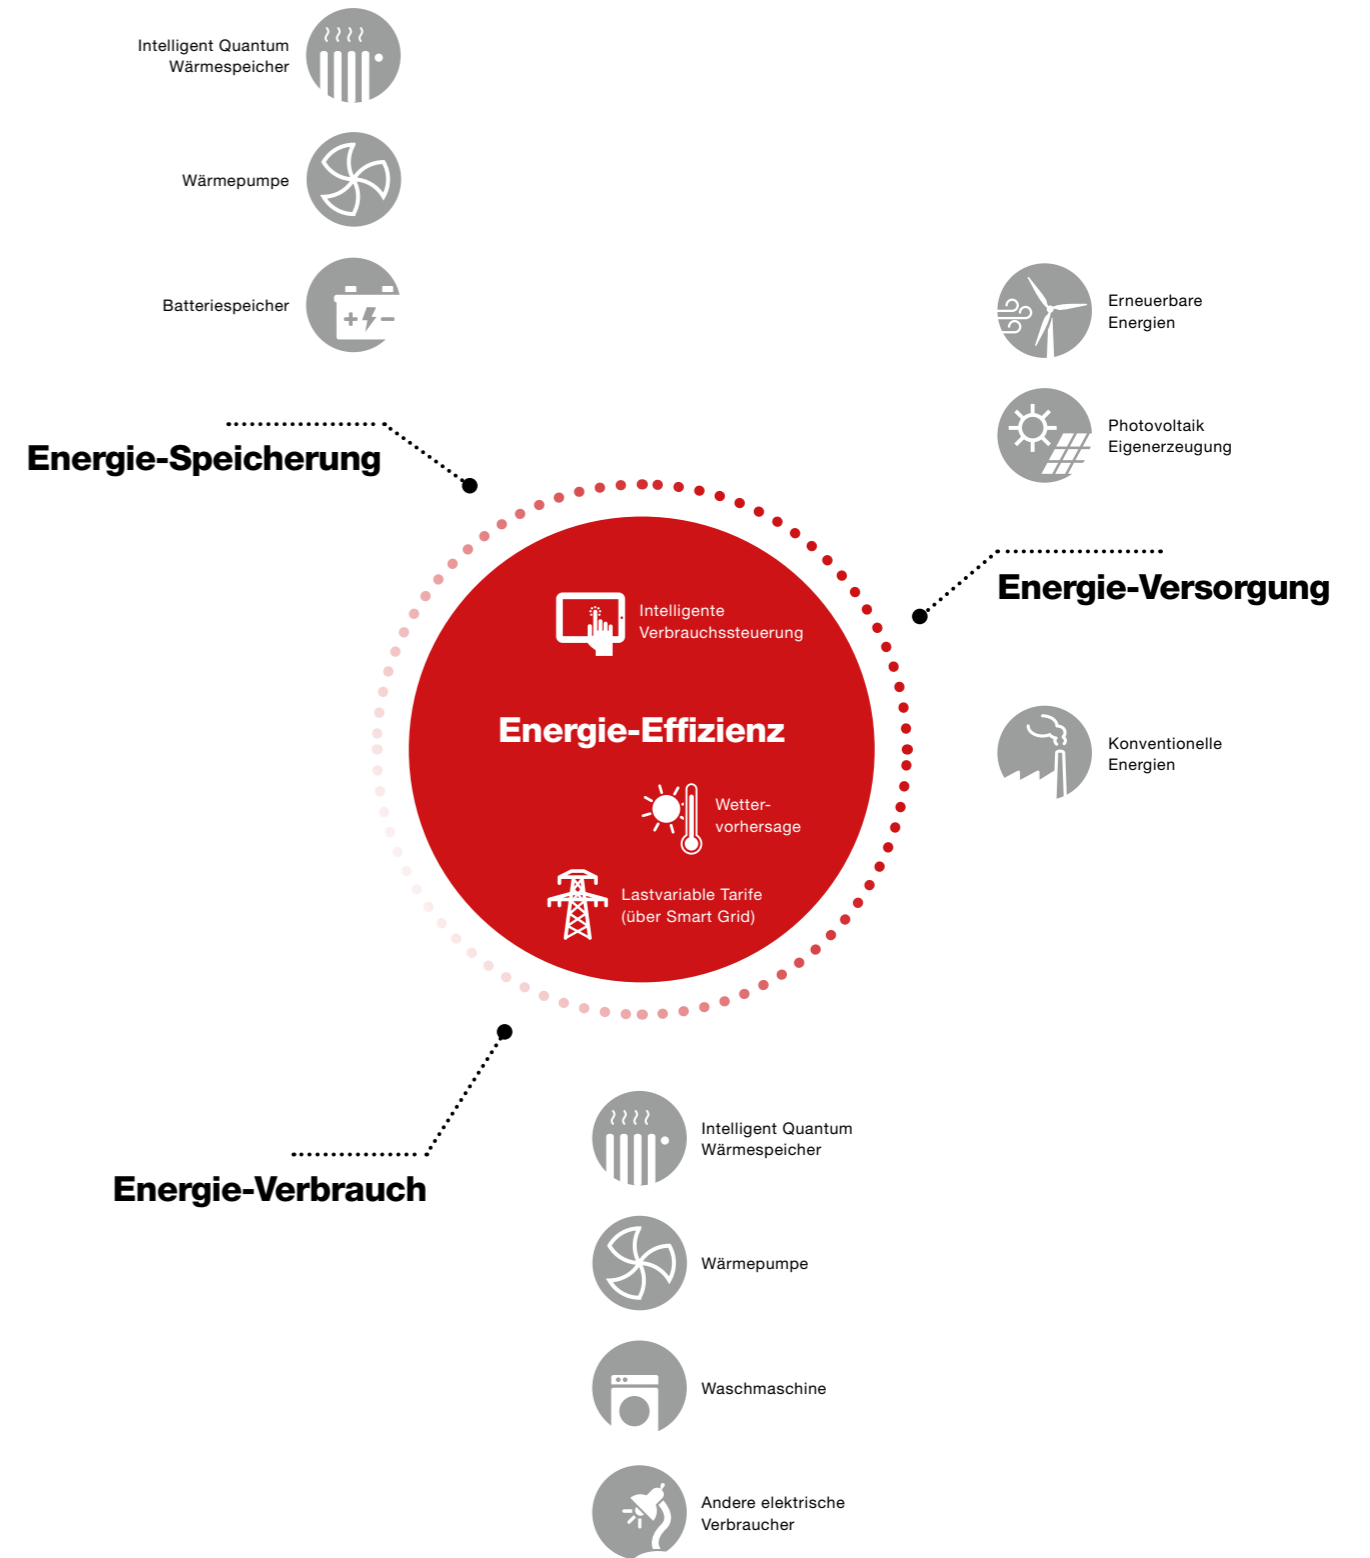 Intelligent Quantum
Wärmespeicher
Wärmepumpe
Batteriespeicher
Energie-Speicherung
Erneuerbare
Energien
Photovoltaik
Eigenerzeugung
Energie-Versorgung
Konventionelle
Energien
Intelligente
Verbrauchssteuerung
Energie-Effizienz
Wetter-
vorhersage
Lastvariable Tarife
(über Smart Grid)
Energie-Verbrauch
Intelligent Quantum
Wärmespeicher
Wärmepumpe
Waschmaschine
Andere elektrische
Verbraucher